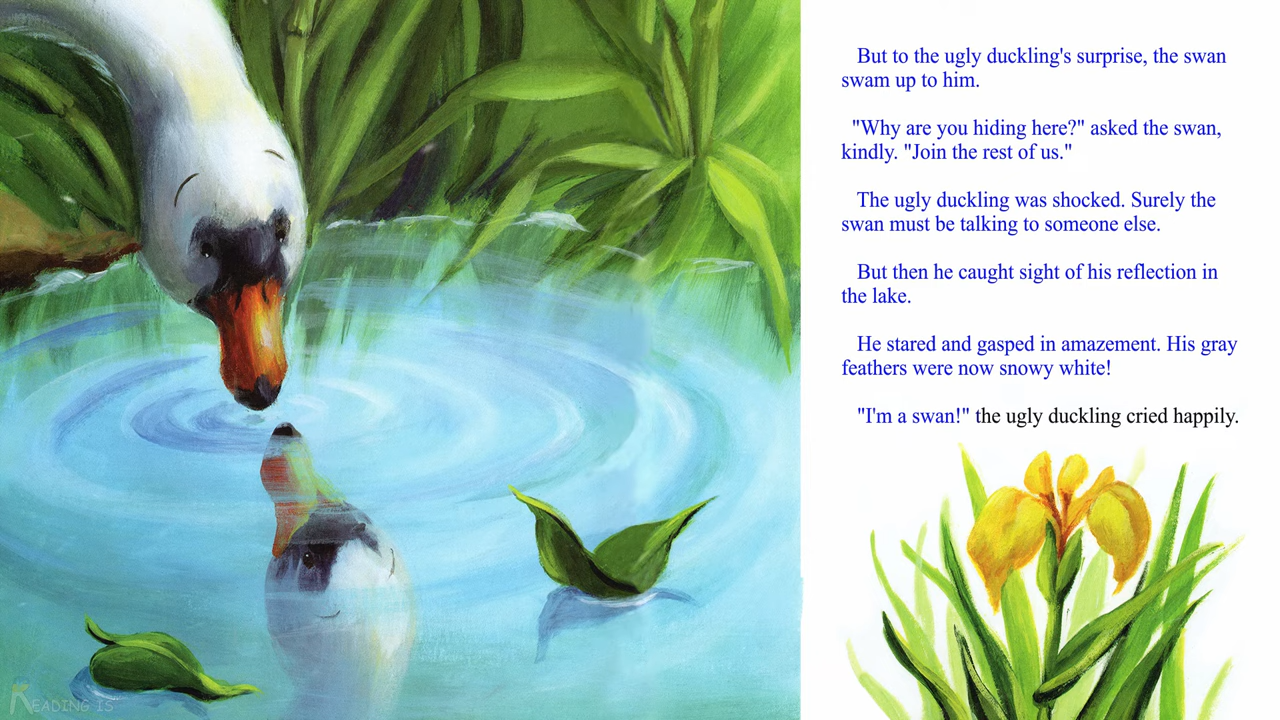 But to the ugly duckling's surprise, the swan
swam up to him.
"Why are you hiding here?" asked the swan,
kindly. "Join the rest of us."
The ugly duckling was shocked. Surely the
swan must be talking to someone else.
But then he caught sight of his reflection in
the lake.
He stared and gasped in amazement. His gray
feathers were now snowy white!
"I'm a swan!" the ugly duckling cried happily.
READING IS